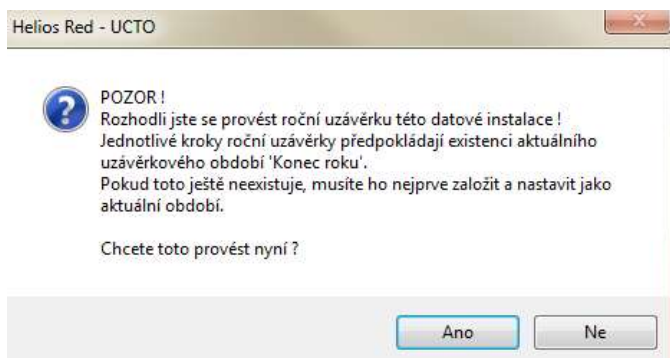 Helios Red - UCTO
POZOR !
Rozhodli jste se provést roční uzávěrku této datové instalace !
Jednotlivé kroky roční uzávěrky předpokládají existenci aktuálního
uzávěrkového období 'Konec roku'.
Pokud toto ještě neexistuje, musíte ho nejprve založit a nastavit jako
aktuální období.
Chcete toto provést nyní ?
Ano
Ne